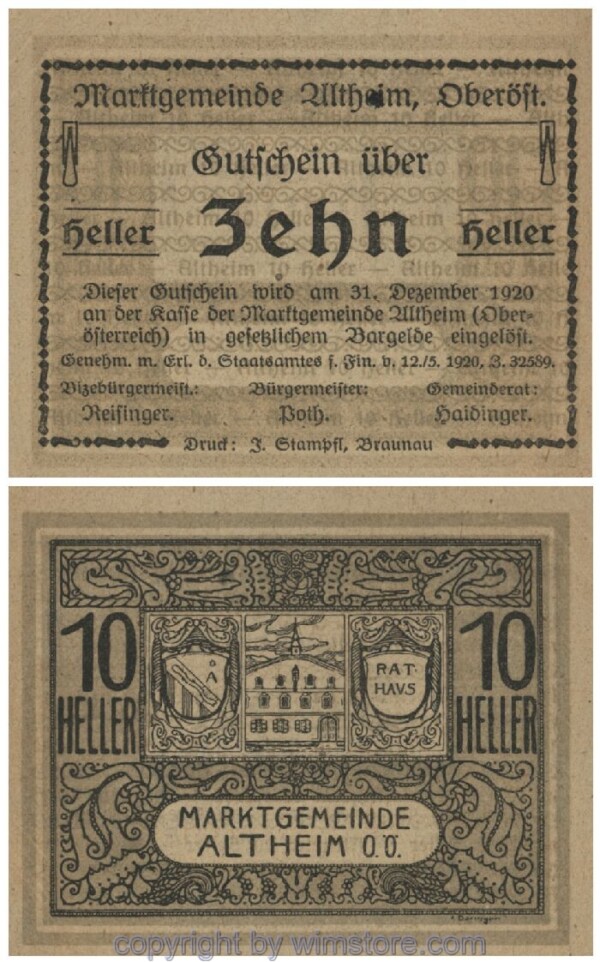 Marktgemeinde Altheim, Oberöst.
Gutschein über
Heller Zehn Heller
Dieser Gutschein wird am 31. Dezember 1920
an der Kasse der Marktgemeinde Altheim (Ober-
österreich) in gesetzlichem Bargelde eingelöst.
Genehm. m. Erl. d. Staatsamtes f. Fin. v. 12./5. 1920, Z. 32589.
Vizebürgermeist.: Bürgermeister: Gemeinderat:
Reisinger. Poth. Haidinger.
Druck: J. Stampfl, Braunau
10 10
HELLER HELLER
A
RAT-
HAVS
MARKTGEMEINDE
ALTHEIM O.Ö.
copyright by wimstore.com